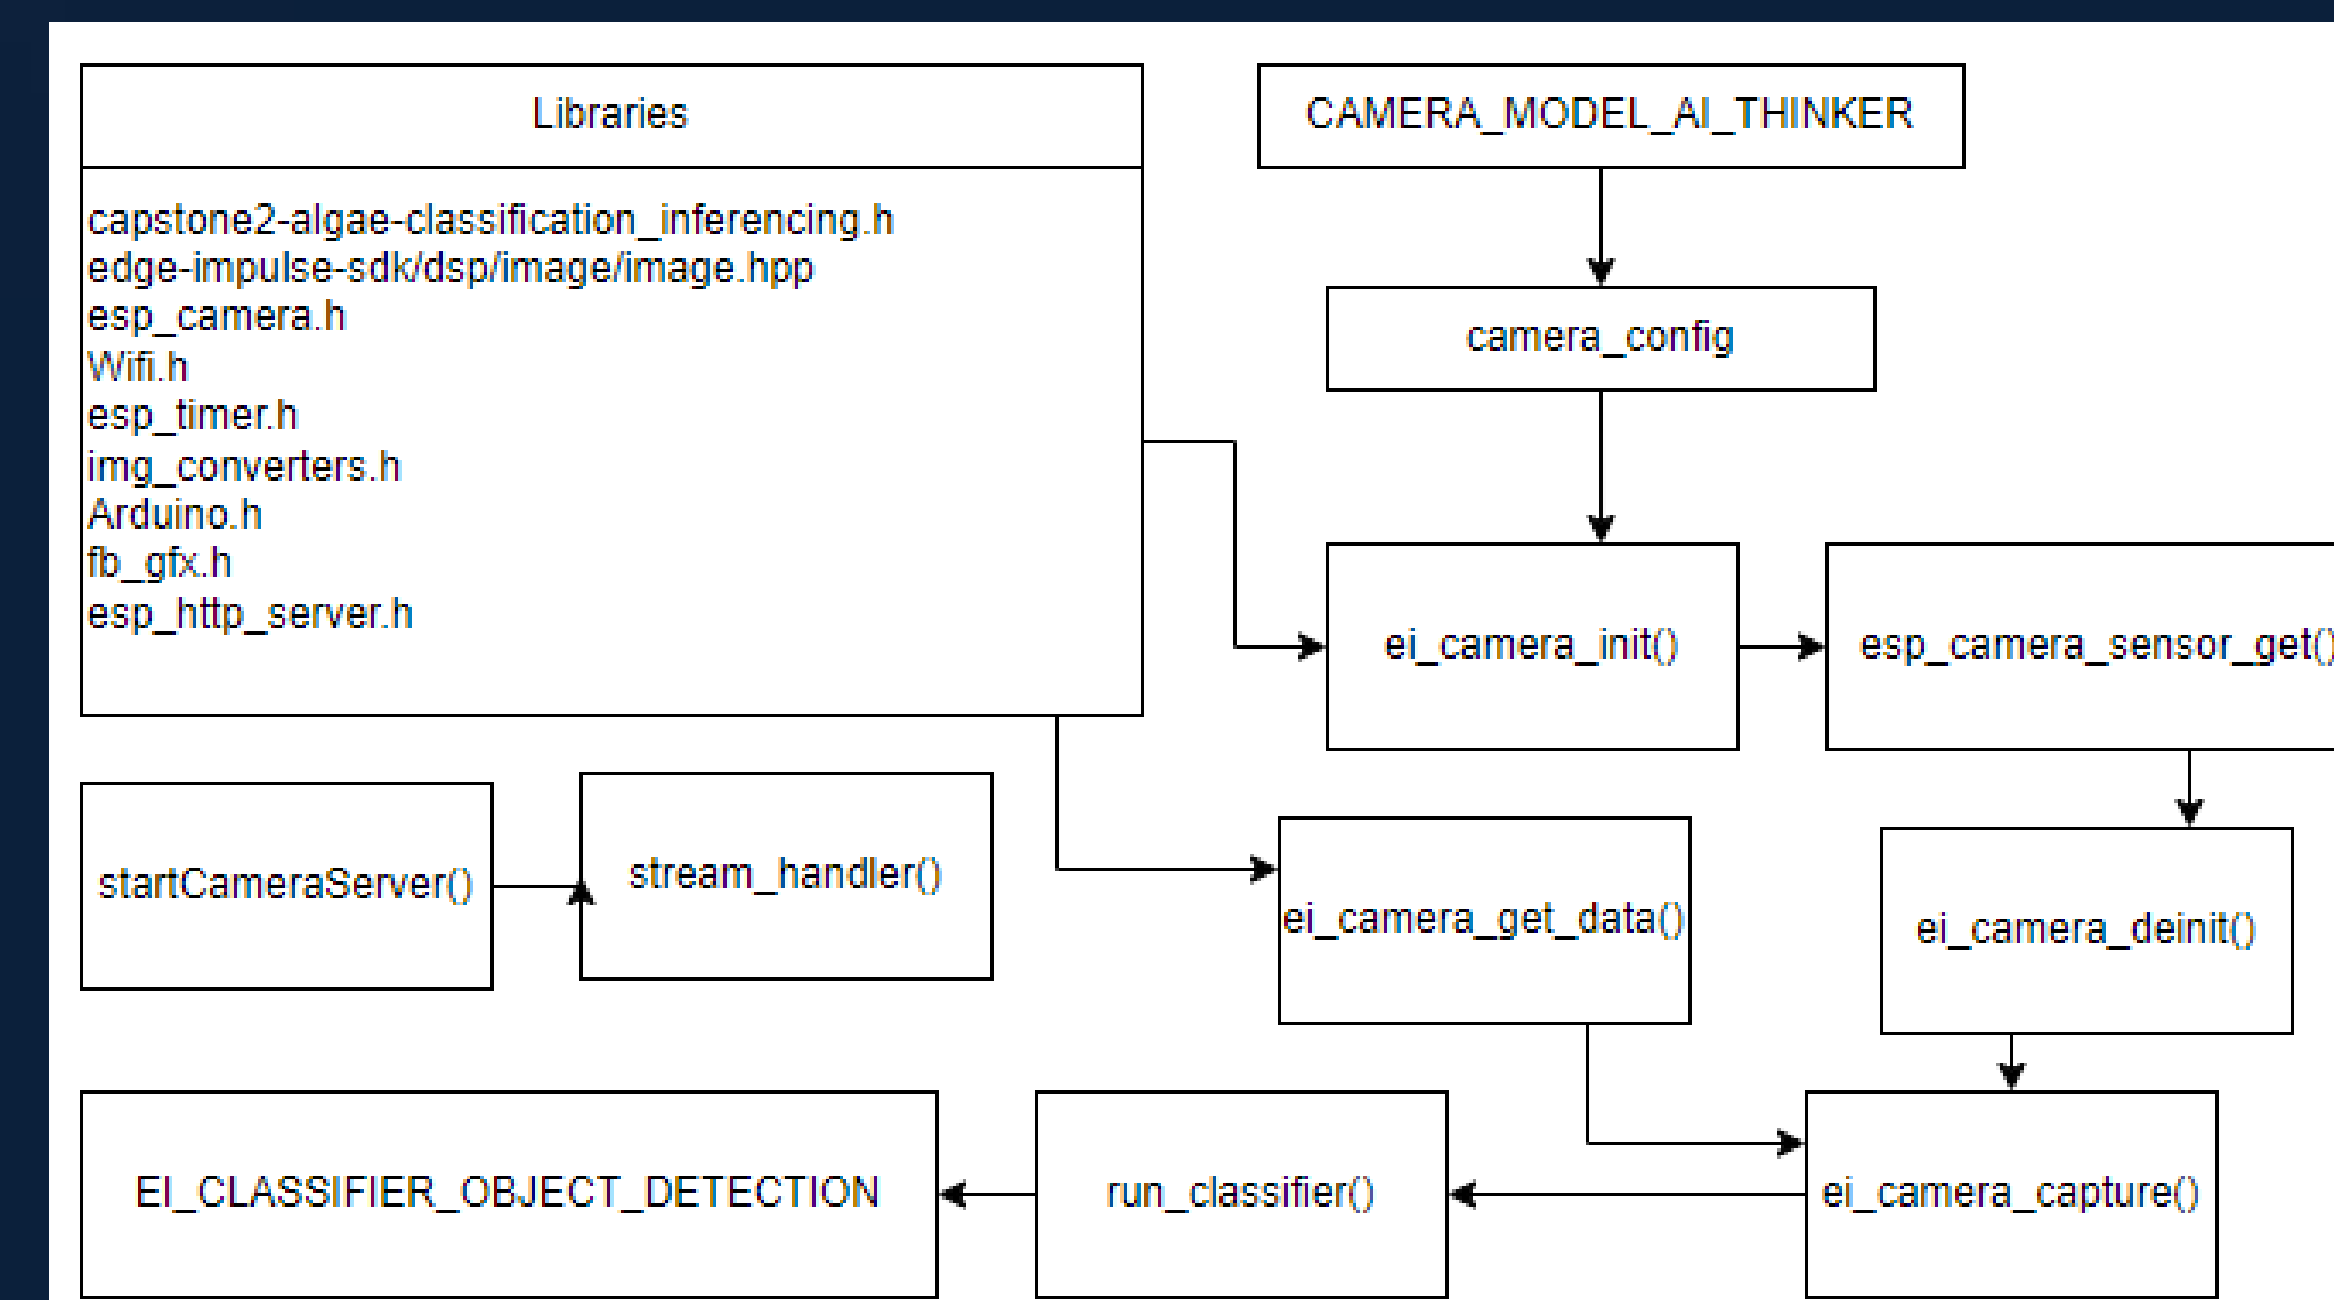 Libraries
capstone2-algae-classification_inferencing.h
edge-impulse-sdk/dsp/image/image.hpp
esp_camera.h
Wifi.h
esp_timer.h
img_converters.h
Arduino.h
fb_gfx.h
esp_http_server.h
CAMERA_MODEL_AI_THINKER
camera_config
ei_camera_init()
esp_camera_sensor_get()
startCameraServer()
stream_handler()
ei_camera_get_data()
ei_camera_deinit()
EI_CLASSIFIER_OBJECT_DETECTION
run_classifier()
ei_camera_capture()